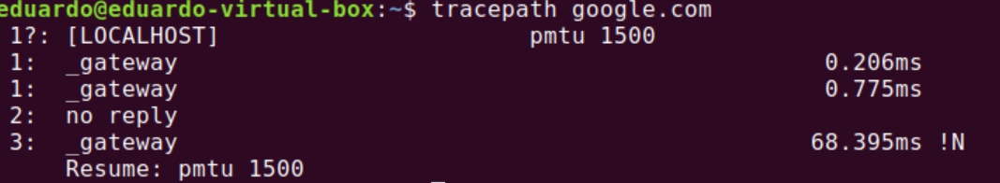 eduardo@eduardo-virtual-box:~$ tracepath google.com
1?: [LOCALHOST] pmtu 1500
1: _gateway 0.206ms
1: _gateway 0.775ms
2: no reply
3: _gateway 68.395ms !N
Resume: pmtu 1500